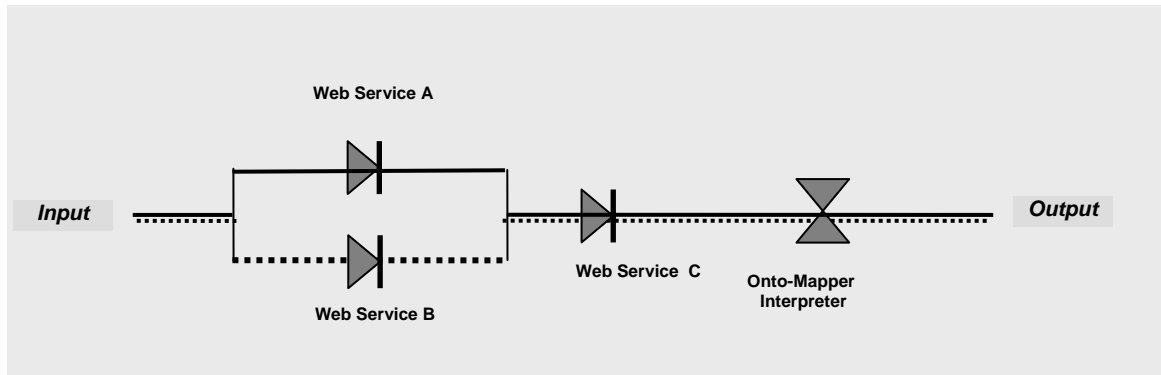 Web Service A
Input
Output
Web Service C
Onto-Mapper
Interpreter
Web Service B